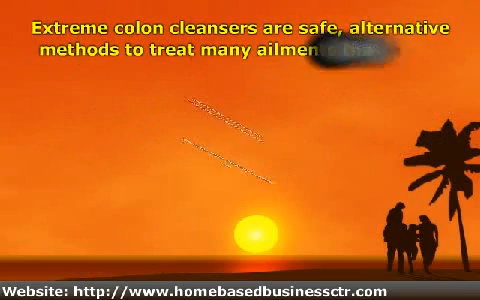 Extreme colon cleansers are safe, alternative
methods to treat many ailments
Website: http://www.homebasedbusinessctr.com